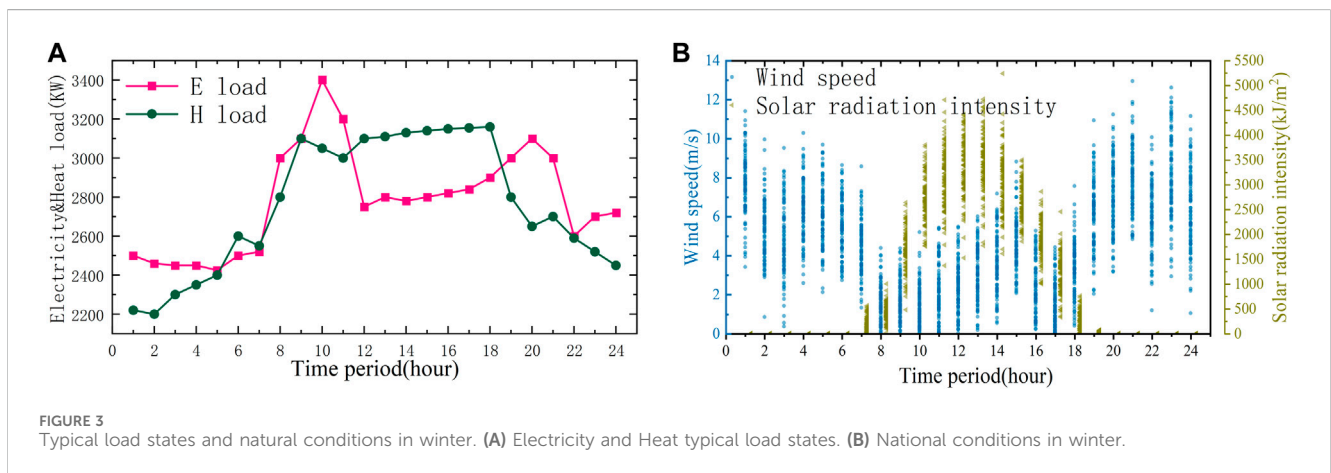 A
B
E load
H load
Electricity&Heat load(KW)
3400
3200
3000
2800
2600
2400
2200
0 2 4 6 8 10 12 14 16 18 20 22 24
Time period(hour)
Wind speed
Solar radiation intensity
Wind speed(m/s)
14
12
10
8
6
4
2
0
0 2 4 6 8 10 12 14 16 18 20 22 24
Time period(hour)
5500
5000
4500
4000
3500
3000
2500
2000
1500
1000
500
0
Solar radiation intensity(kJ/m²)
FIGURE 3
Typical load states and natural conditions in winter. (A) Electricity and Heat typical load states. (B) National conditions in winter.